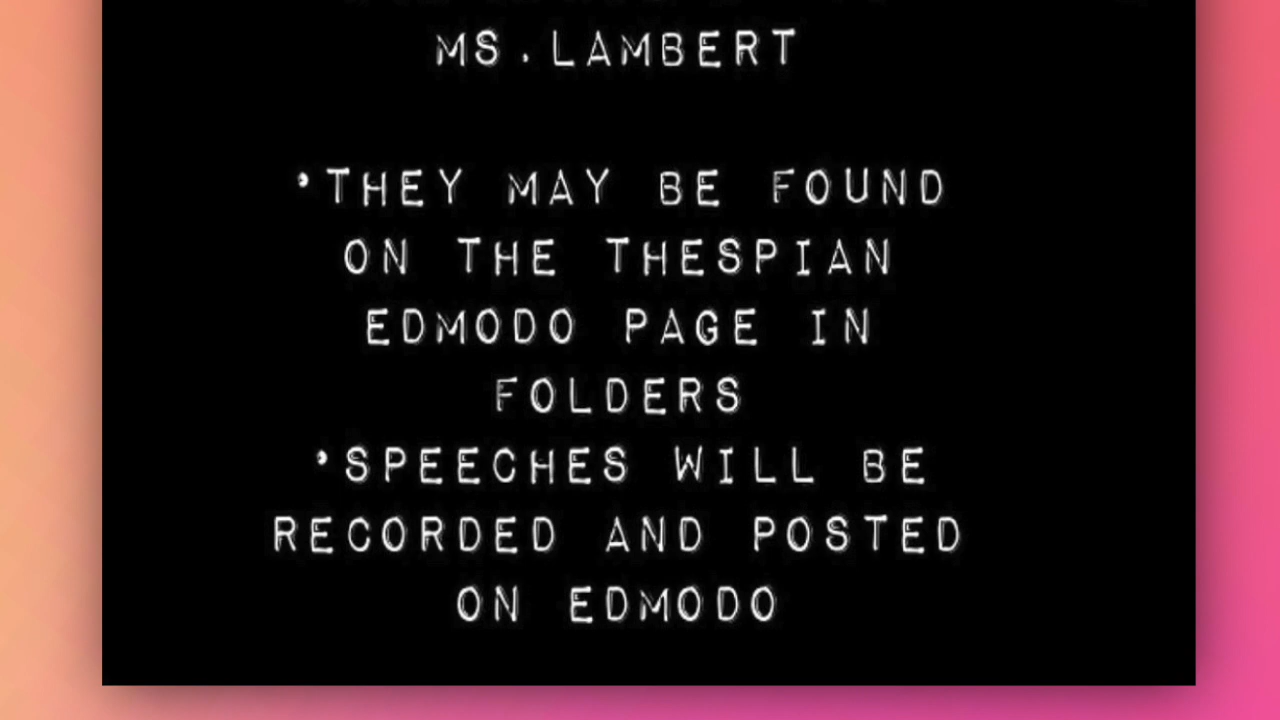 MS.LAMBERT
•THEY MAY BE FOUND
ON THE THESPIAN
EDMODO PAGE IN
FOLDERS
•SPEECHES WILL BE
RECORDED AND POSTED
ON EDMODO